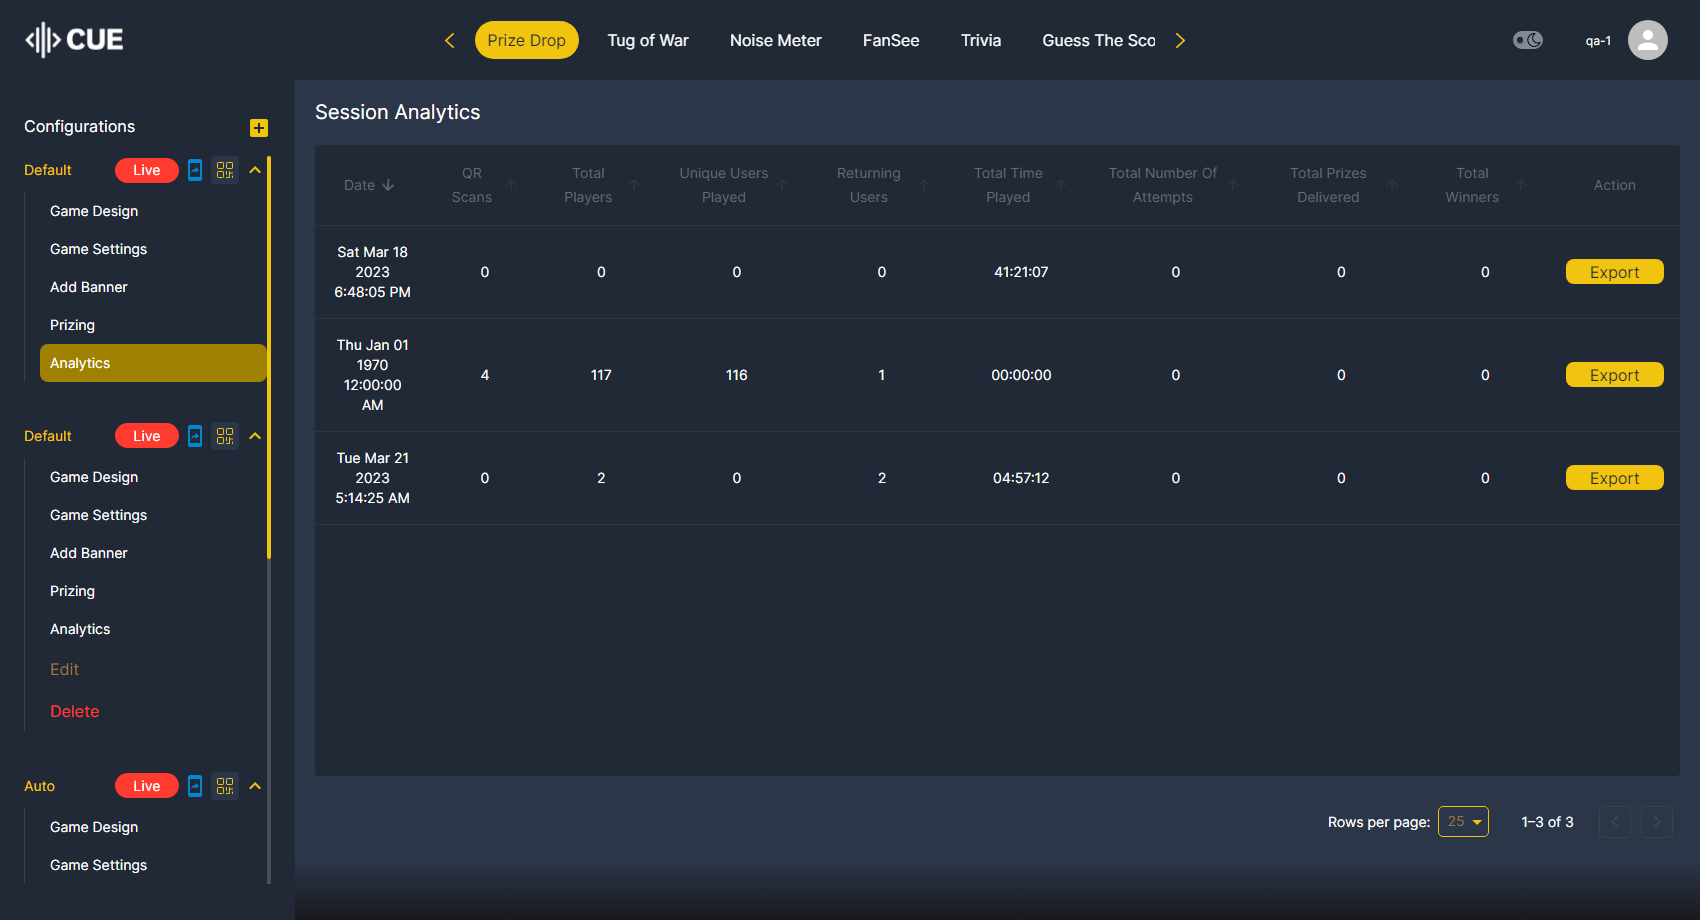 CUE
Prize Drop
Tug of War
Noise Meter
FanSee
Trivia
Guess The Sco
qa-1
Configurations
Default
Live
Game Design
Game Settings
Add Banner
Prizing
Analytics
Default
Live
Game Design
Game Settings
Add Banner
Prizing
Analytics
Edit
Delete
Auto
Live
Game Design
Game Settings
Session Analytics
Date
QR
Scans
Total
Players
Unique Users
Played
Returning
Users
Total Time
Played
Total Number Of
Attempts
Total Prizes
Delivered
Total
Winners
Action
Sat Mar 18
2023
6:48:05 PM
0
0
0
0
41:21:07
0
0
0
Export
Thu Jan 01
1970
12:00:00
AM
4
117
116
1
00:00:00
0
0
0
Export
Tue Mar 21
2023
5:14:25 AM
0
2
0
2
04:57:12
0
0
0
Export
Rows per page:
25
1–3 of 3